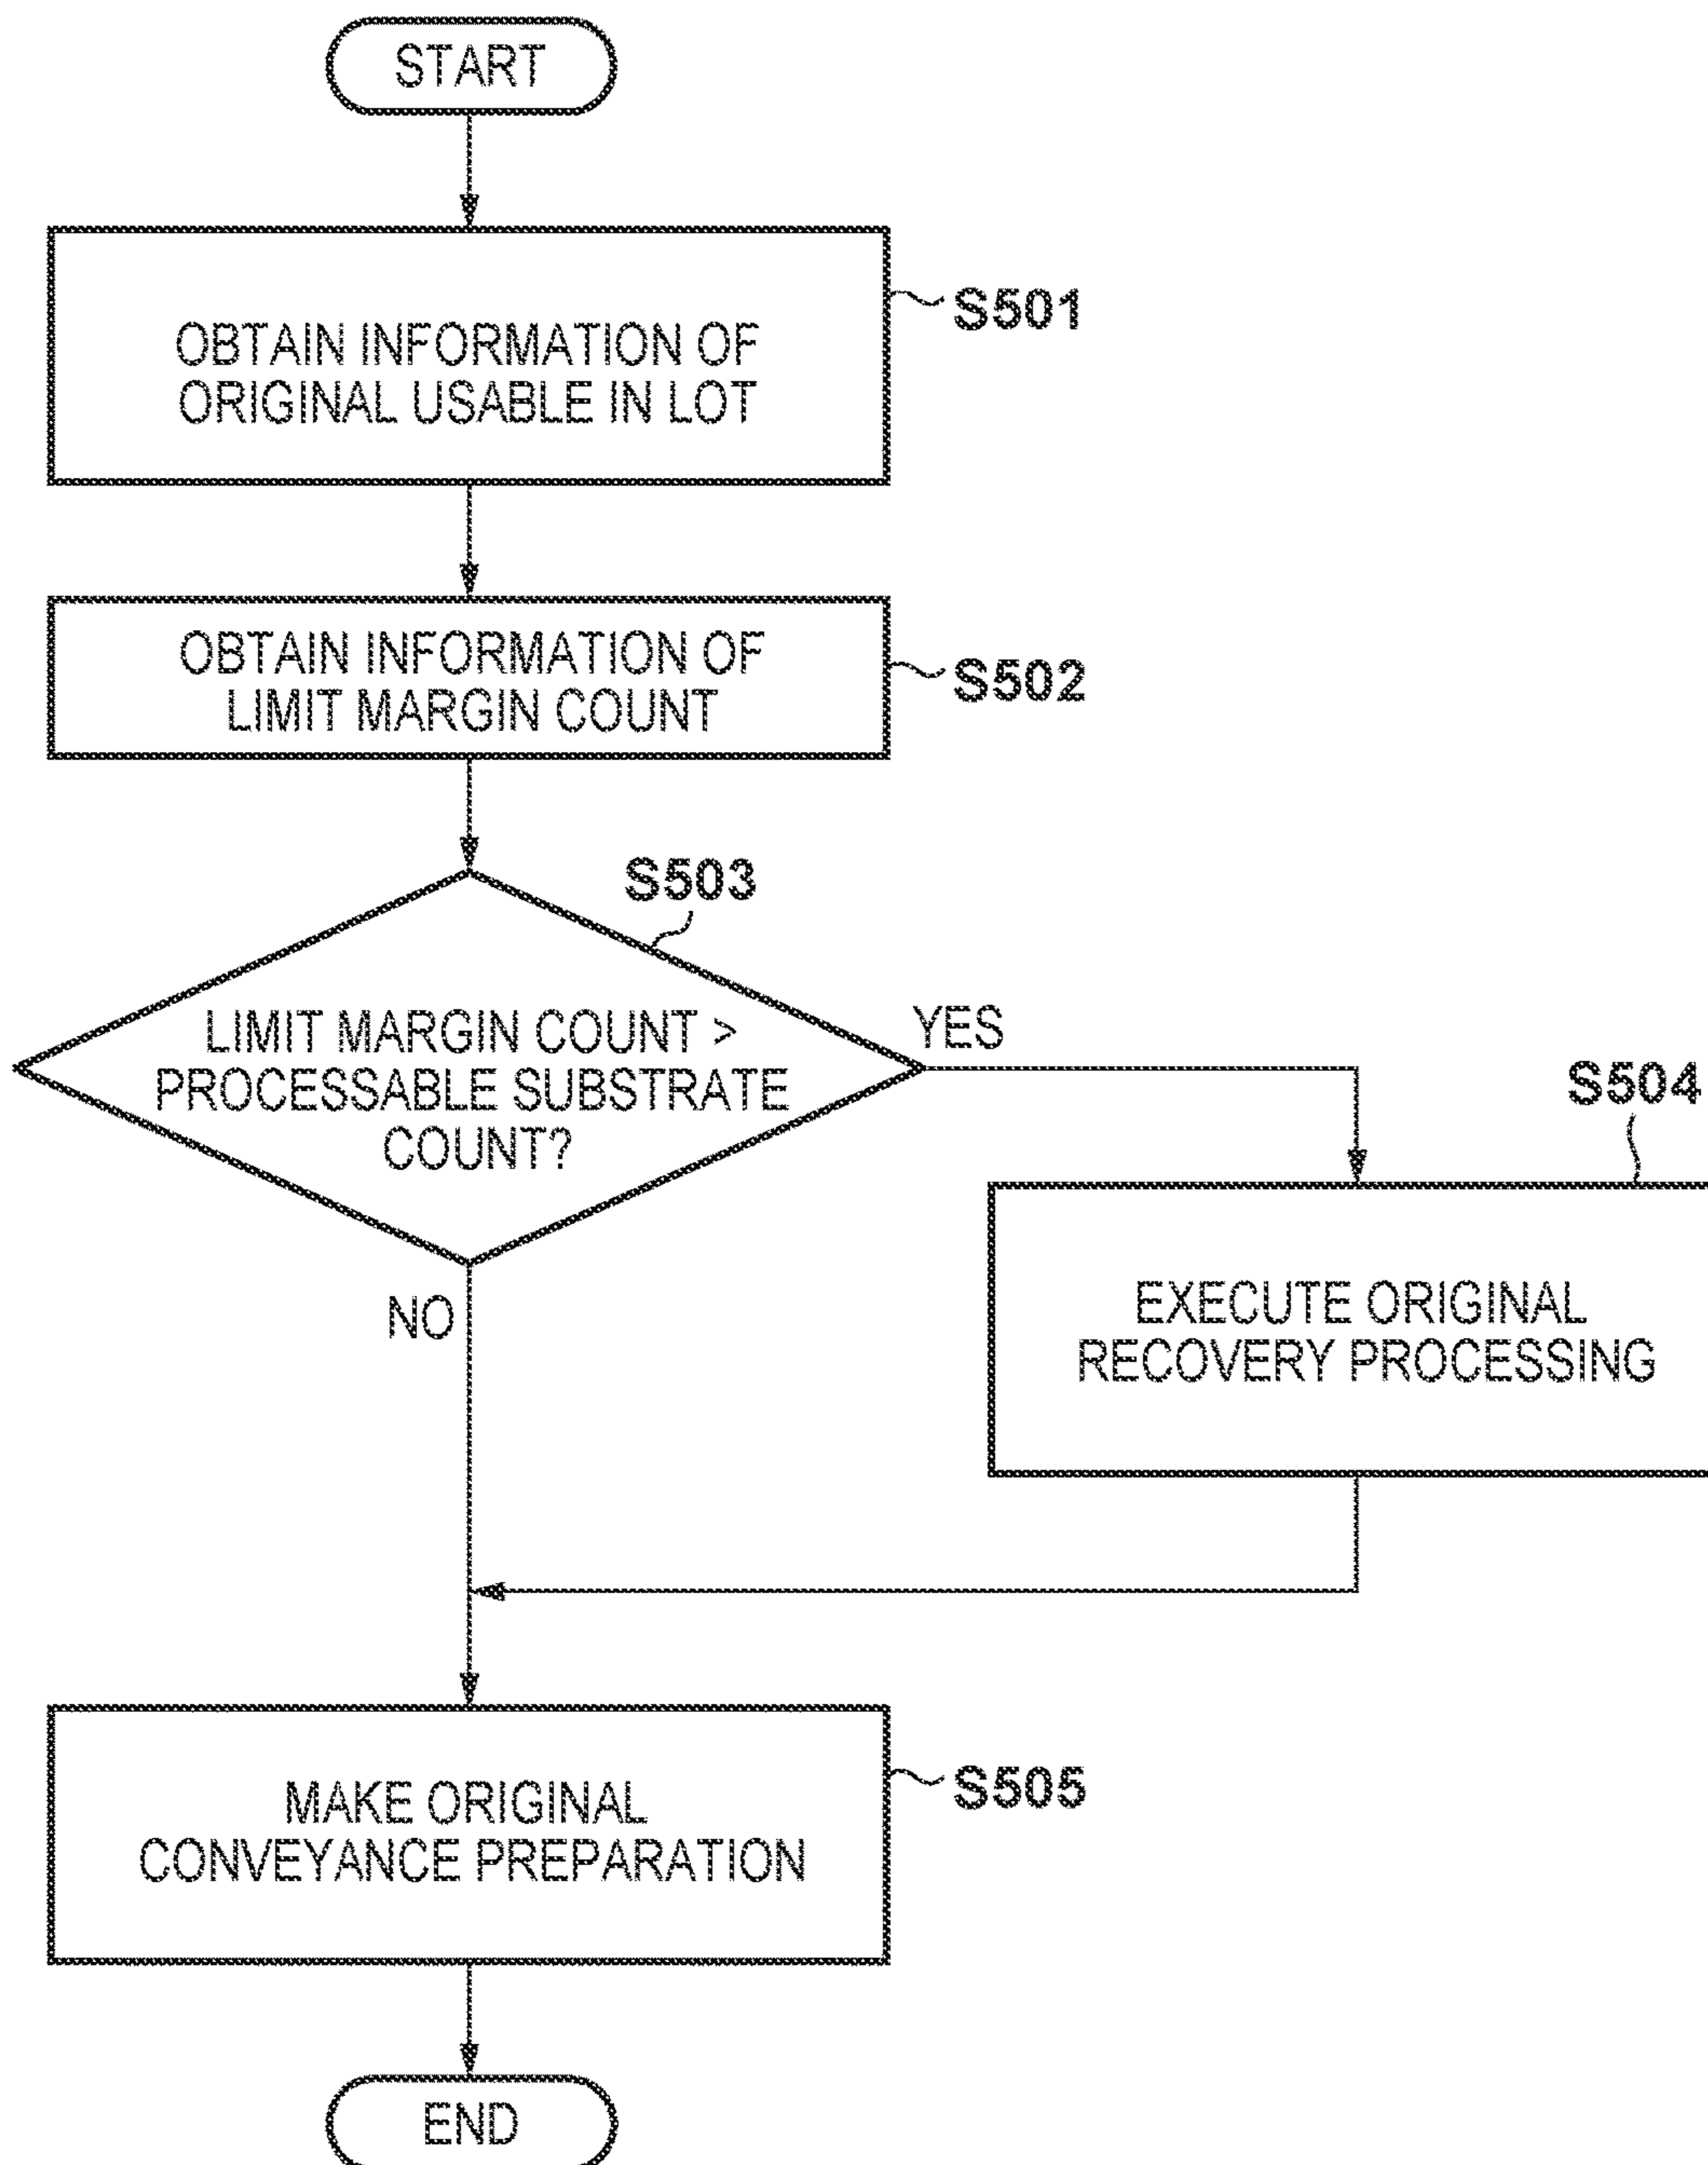 START
OBTAIN INFORMATION OF
ORIGINAL USABLE IN LOT
S501
OBTAIN INFORMATION OF
LIMIT MARGIN COUNT
S502
S503
LIMIT MARGIN COUNT >
PROCESSABLE SUBSTRATE
COUNT?
YES
NO
S504
EXECUTE ORIGINAL
RECOVERY PROCESSING
MAKE ORIGINAL
CONVEYANCE PREPARATION
S505
END